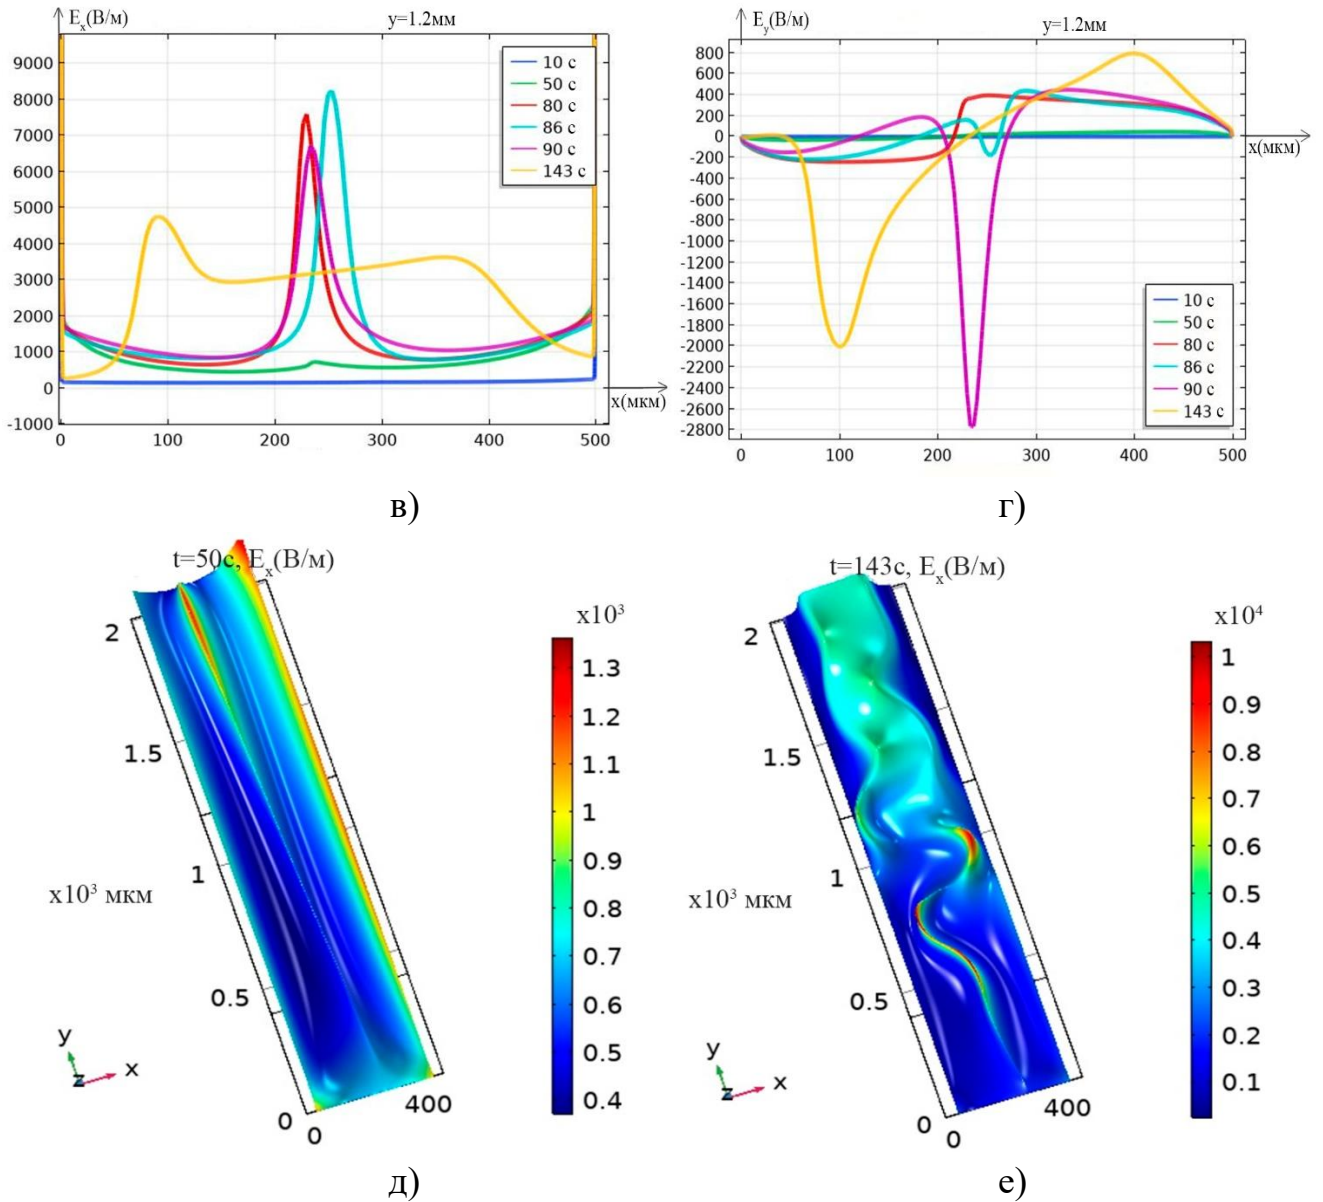 Eₓ(В/м)
y=1.2мм
9000
8000
7000
6000
5000
4000
3000
2000
1000
0
-1000
10 с
50 с
80 с
86 с
90 с
143 с
x(мкм)
0
100
200
300
400
500
в)
E_y(В/м)
y=1.2мм
800
600
400
200
0
-200
-400
-600
-800
-1000
-1200
-1400
-1600
-1800
-2000
-2200
-2400
-2600
-2800
x(мкм)
10 с
50 с
80 с
86 с
90 с
143 с
0
100
200
300
400
500
г)
t=50с, Eₓ(В/м)
x10³
2
1.5
1
x10³ мкм
0.5
0
0
400
y
z
x
1.3
1.2
1.1
1
0.9
0.8
0.7
0.6
0.5
0.4
д)
t=143с, Eₓ(В/м)
x10⁴
2
1.5
1
x10³ мкм
0.5
0
0
400
y
z
x
1
0.9
0.8
0.7
0.6
0.5
0.4
0.3
0.2
0.1
е)